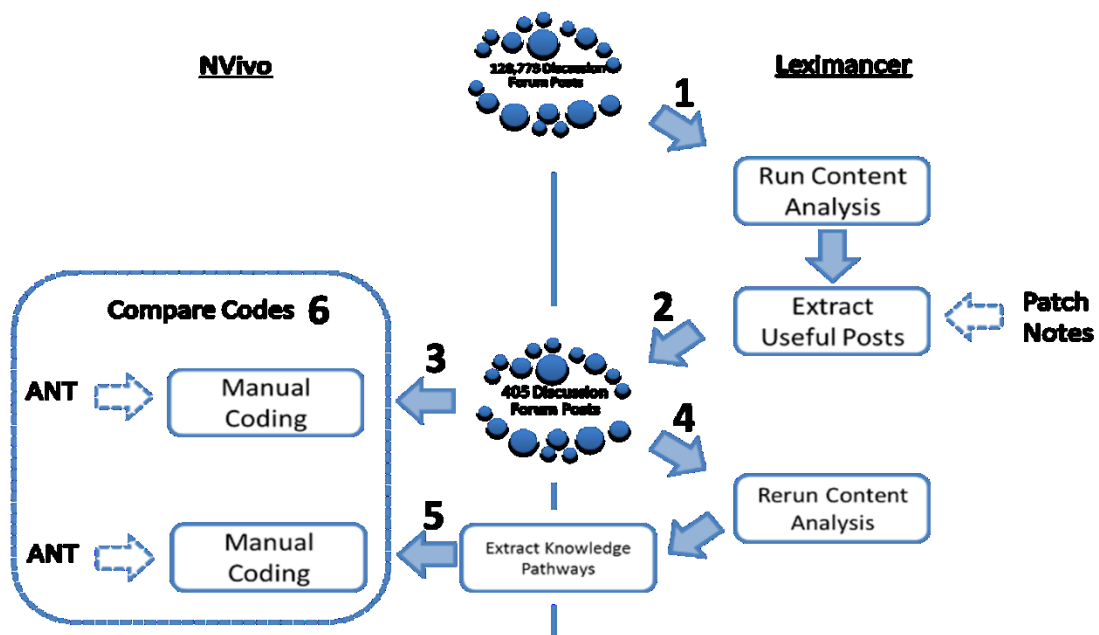 NVivo
128,773 Discussion
Forum Posts
Leximancer
1
Run Content
Analysis
2
Extract
Useful Posts
Patch
Notes
Compare Codes 6
3
405 Discussion
Forum Posts
ANT
Manual
Coding
4
Rerun Content
Analysis
5
Extract Knowledge
Pathways
ANT
Manual
Coding